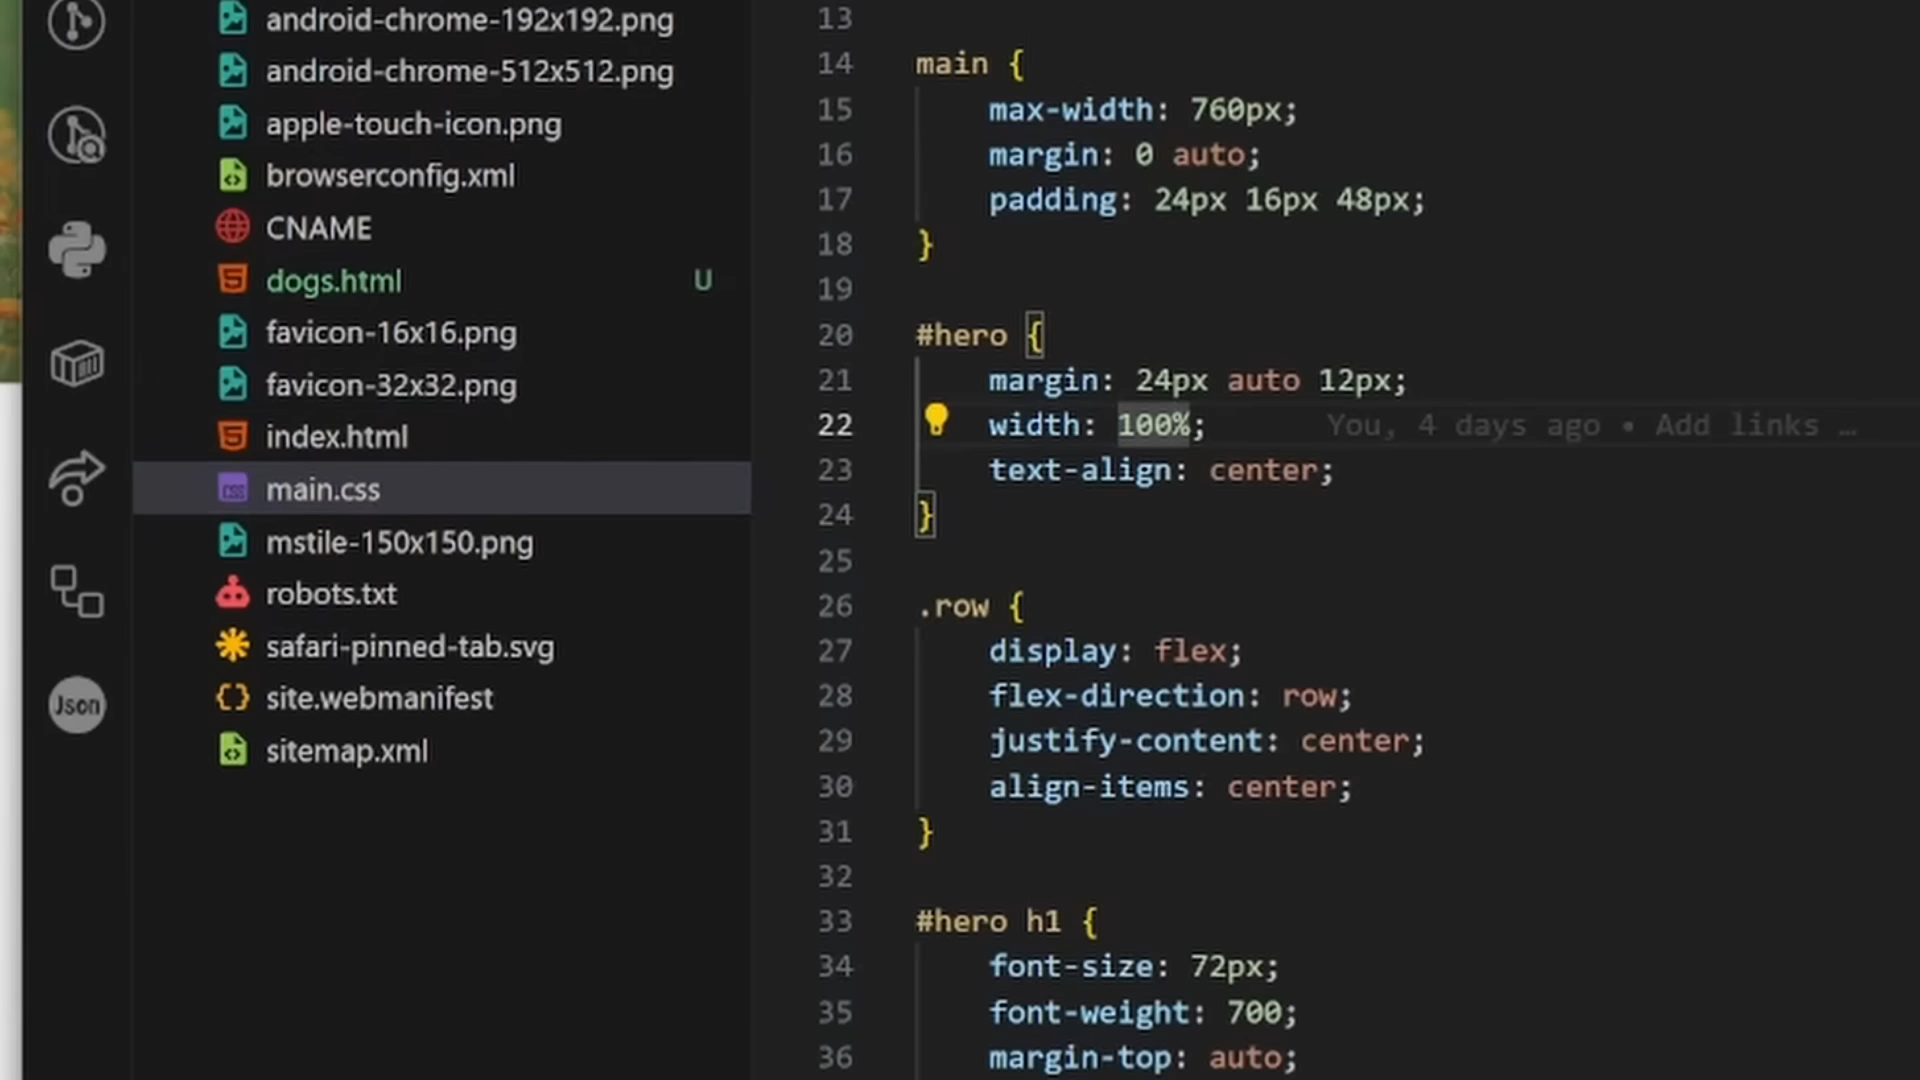 android-chrome-192x192.png
android-chrome-512x512.png
apple-touch-icon.png
browserconfig.xml
CNAME
dogs.html U
favicon-16x16.png
favicon-32x32.png
index.html
main.css
mstile-150x150.png
robots.txt
safari-pinned-tab.svg
site.webmanifest
sitemap.xml
Json
css
13
14 main {
15 max-width: 760px;
16 margin: 0 auto;
17 padding: 24px 16px 48px;
18 }
19
20 #hero {
21 margin: 24px auto 12px;
22 width: 100%; You, 4 days ago • Add links …
23 text-align: center;
24 }
25
26 .row {
27 display: flex;
28 flex-direction: row;
29 justify-content: center;
30 align-items: center;
31 }
32
33 #hero h1 {
34 font-size: 72px;
35 font-weight: 700;
36 margin-top: auto;